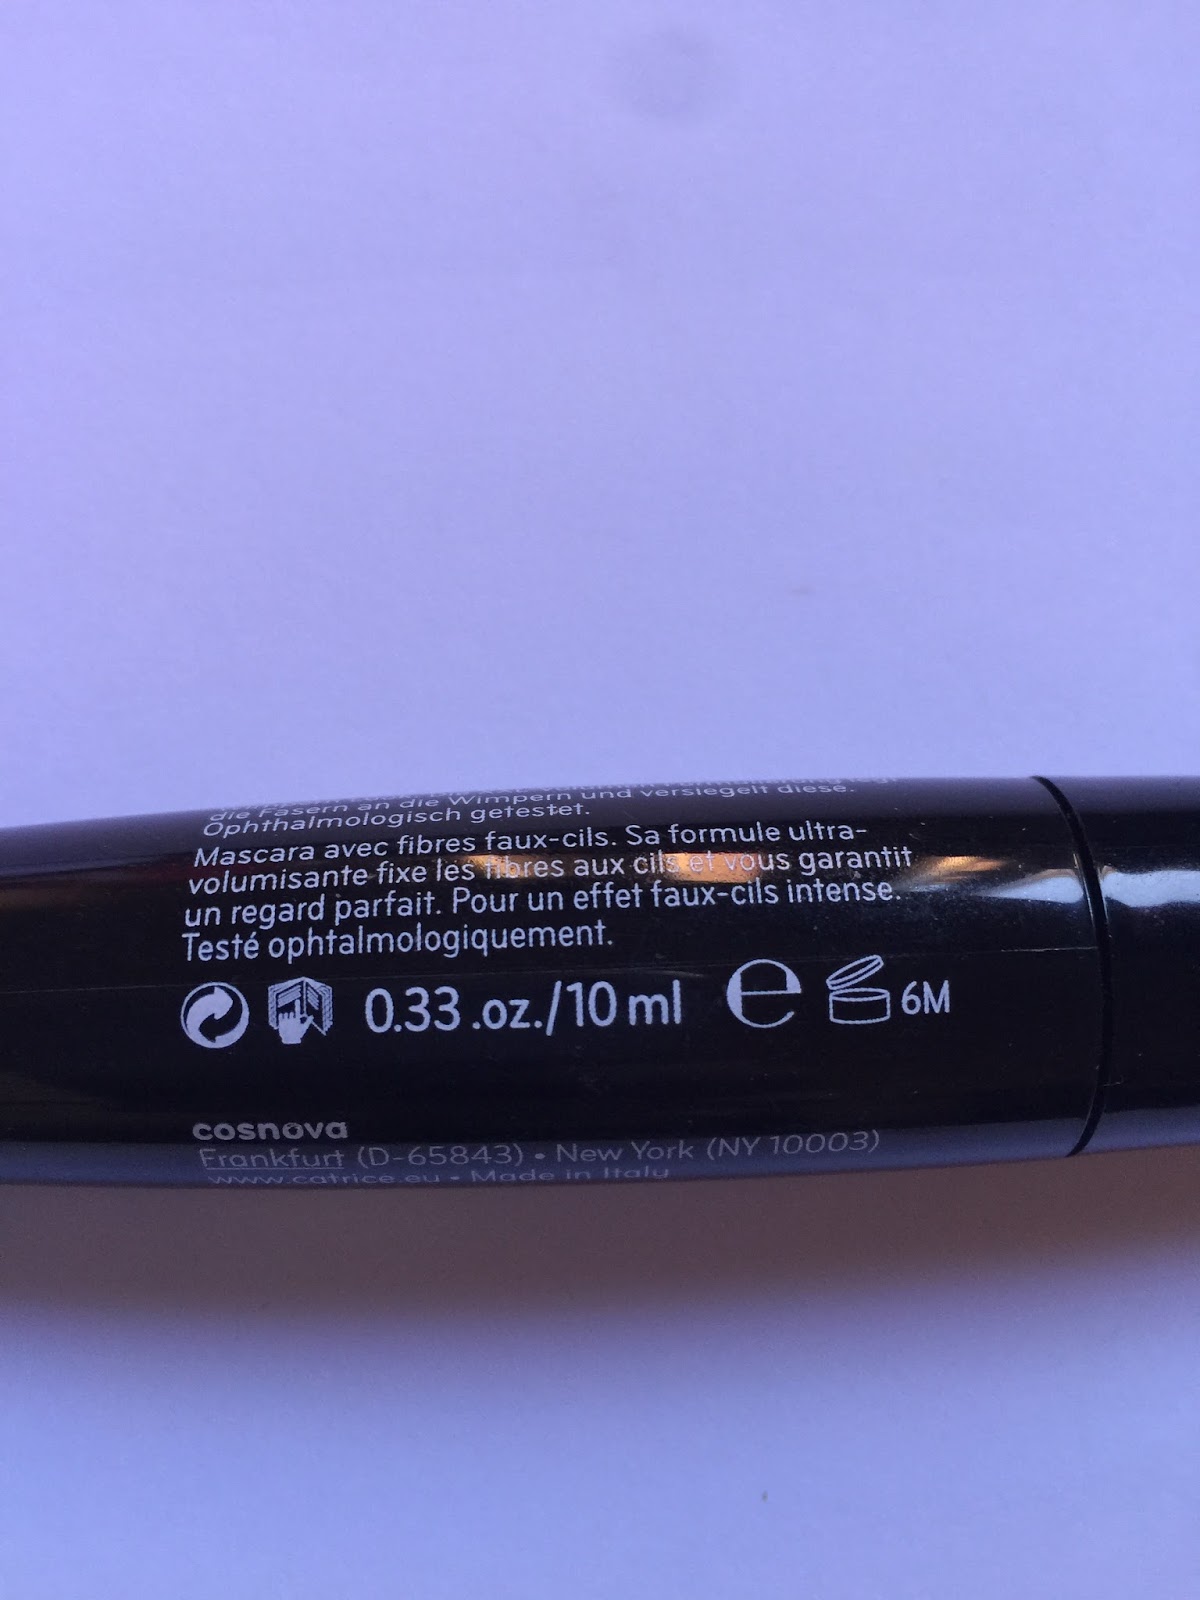 die Fasern an die Wimpern und versiegelt diese.
Ophthalmologisch getestet.
Mascara avec fibres faux-cils. Sa formule ultra-
volumisante fixe les fibres aux cils et vous garantit
un regard parfait. Pour un effet faux-cils intense.
Testé ophtalmologiquement.
0.33 .oz./10 ml e 6M
cosnova
Frankfurt (D-65843) • New York (NY 10003)
www.catrice.eu • Made in Italy